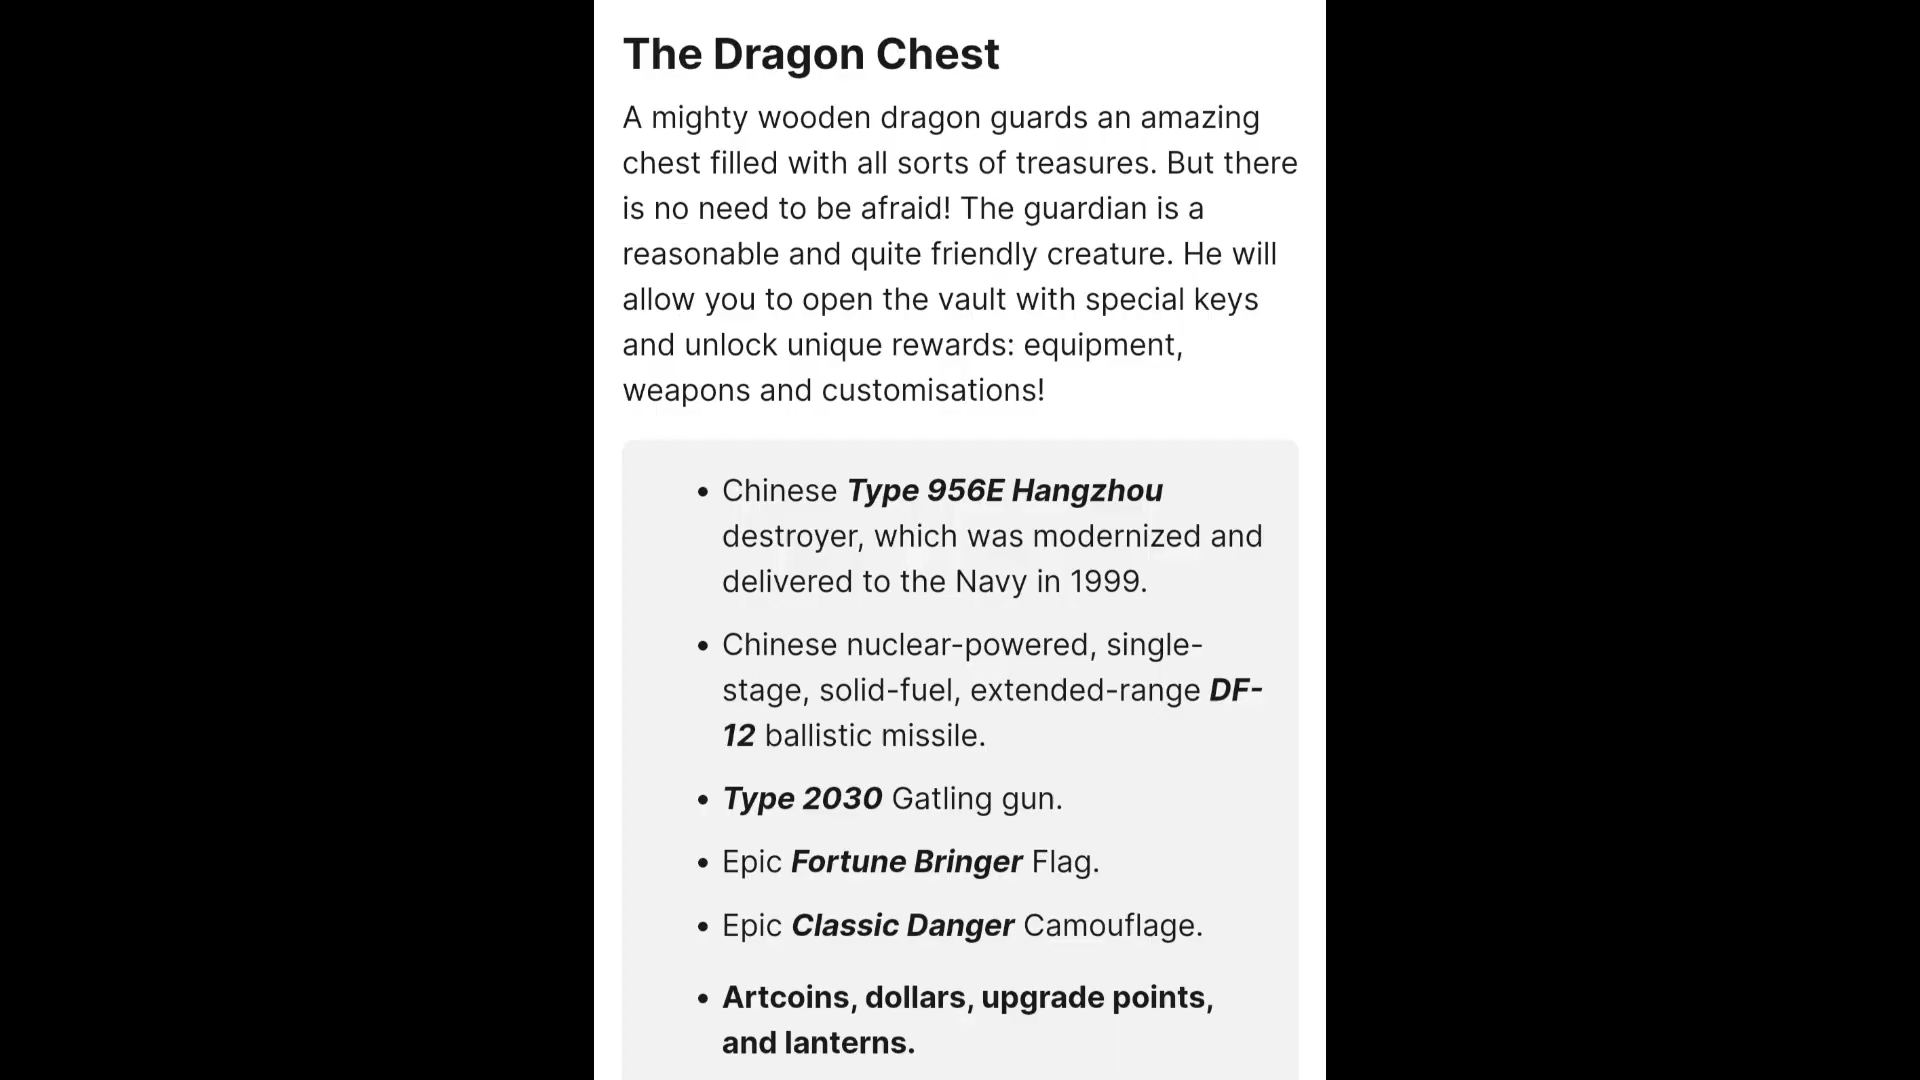 The Dragon Chest
A mighty wooden dragon guards an amazing
chest filled with all sorts of treasures. But there
is no need to be afraid! The guardian is a
reasonable and quite friendly creature. He will
allow you to open the vault with special keys
and unlock unique rewards: equipment,
weapons and customisations!
• Chinese Type 956E Hangzhou
destroyer, which was modernized and
delivered to the Navy in 1999.
• Chinese nuclear-powered, single-
stage, solid-fuel, extended-range DF-
12 ballistic missile.
• Type 2030 Gatling gun.
• Epic Fortune Bringer Flag.
• Epic Classic Danger Camouflage.
• Artcoins, dollars, upgrade points,
and lanterns.